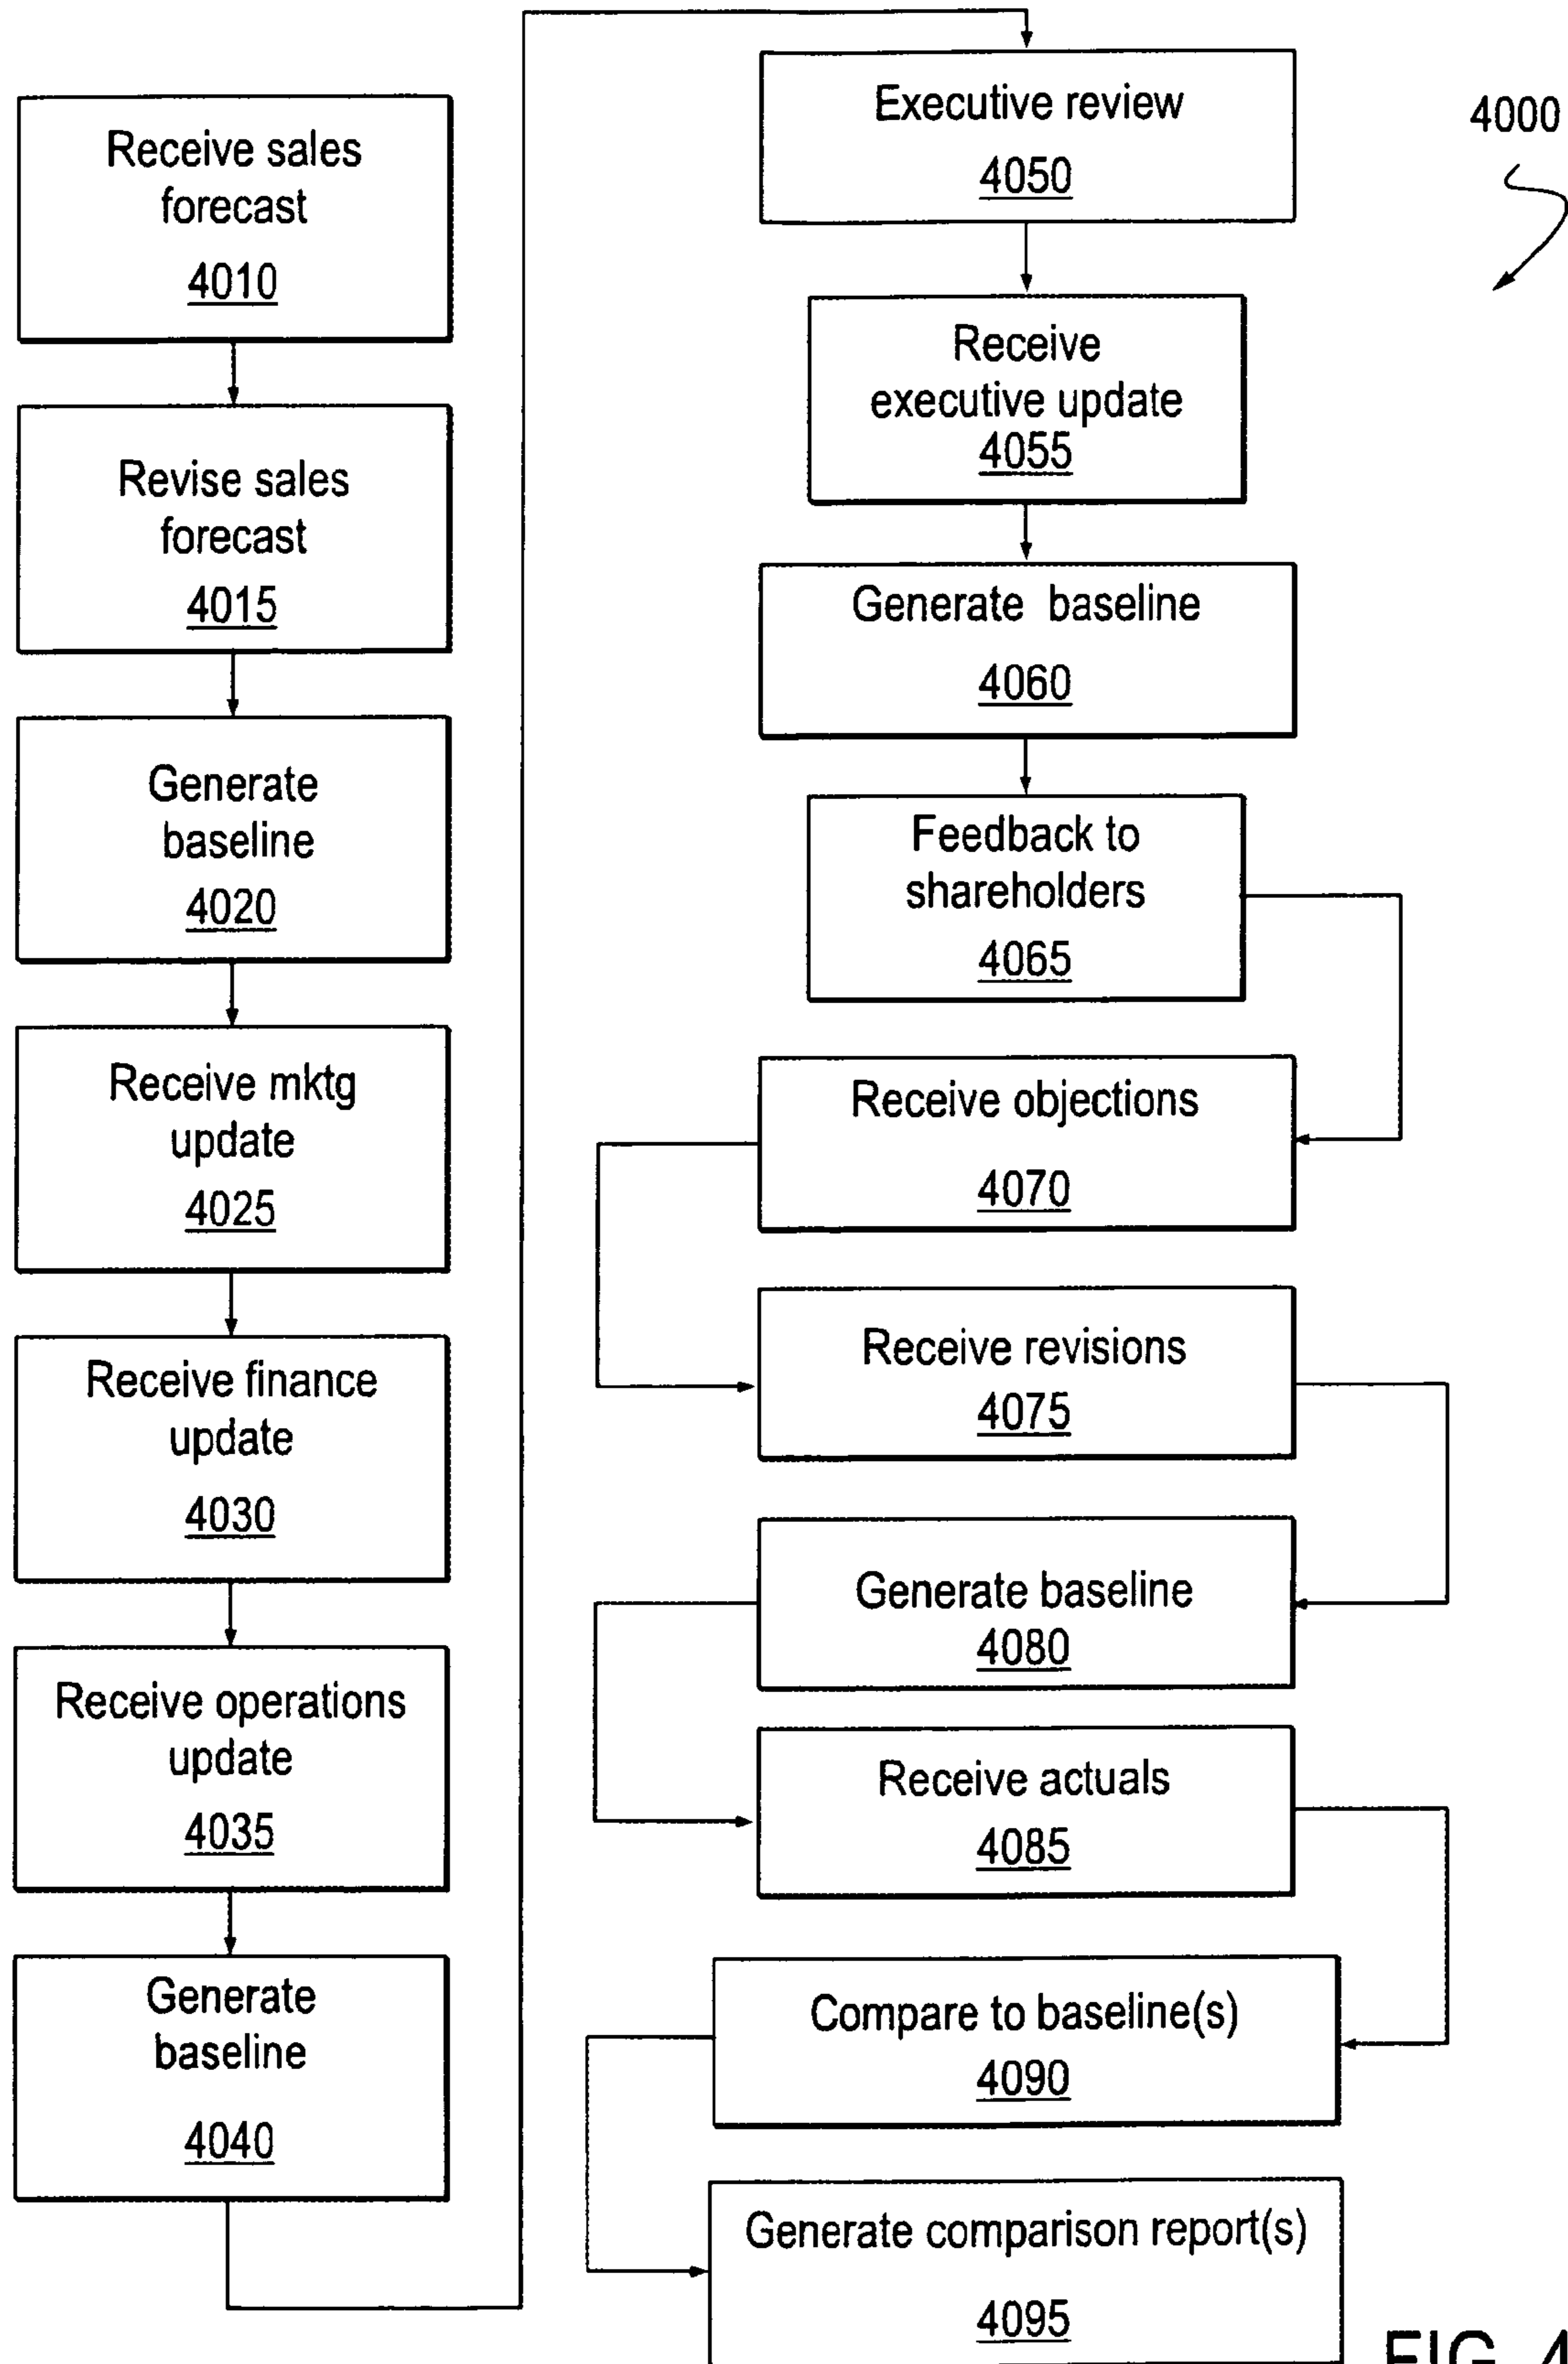 Receive sales
forecast
4010
Revise sales
forecast
4015
Generate
baseline
4020
Receive mktg
update
4025
Receive finance
update
4030
Receive operations
update
4035
Generate
baseline
4040
Executive review
4050
Receive
executive update
4055
Generate baseline
4060
Feedback to
shareholders
4065
Receive objections
4070
Receive revisions
4075
Generate baseline
4080
Receive actuals
4085
Compare to baseline(s)
4090
Generate comparison report(s)
4095
4000
FIG. 4